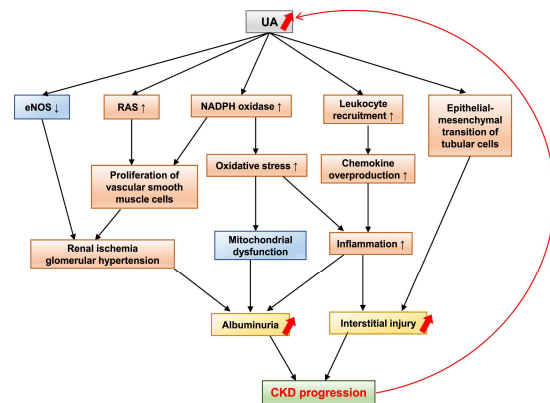 UA
eNOS ↓
RAS ↑
NADPH oxidase ↑
Leukocyte
recruitment ↑
Epithelial-
mesenchymal
transition of
tubular cells
Proliferation of
vascular smooth
muscle cells
Oxidative stress ↑
Chemokine
overproduction ↑
Renal ischemia
glomerular hypertension
Mitochondrial
dysfunction
Inflammation ↑
Albuminuria
Interstitial injury
CKD progression